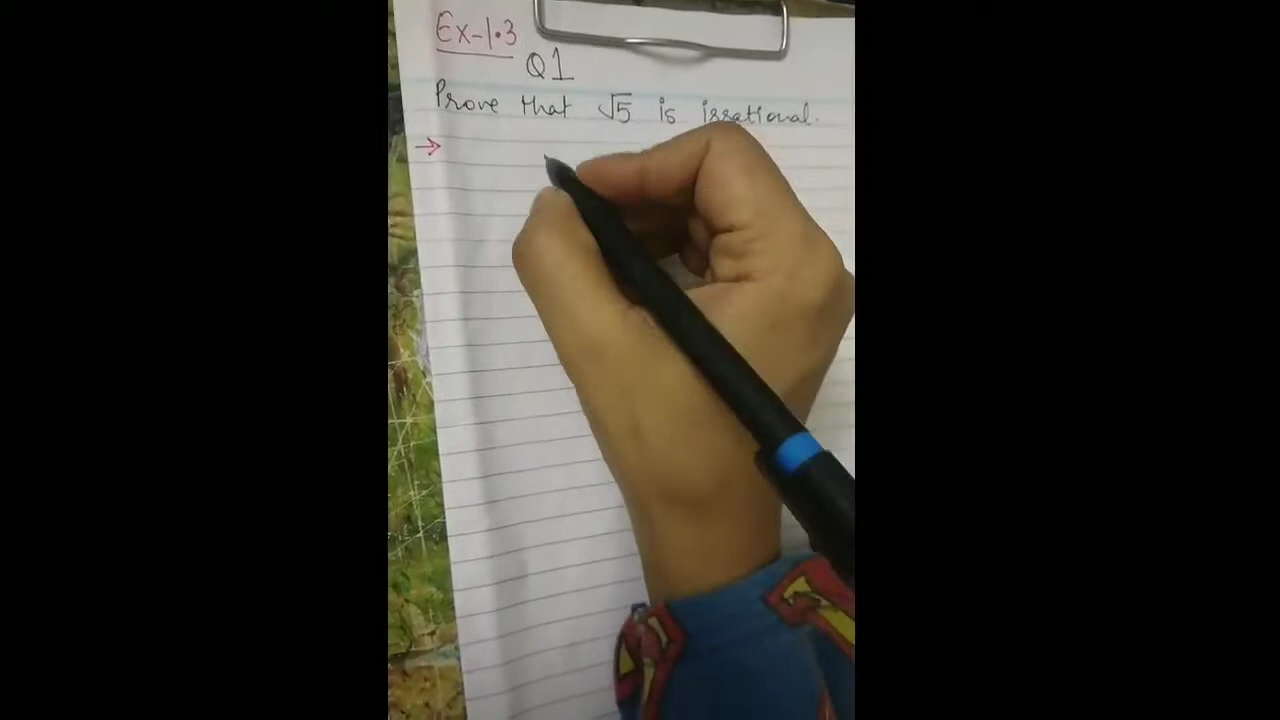 Ex-1.3
Q1
Prove that √5 is irrational.
→